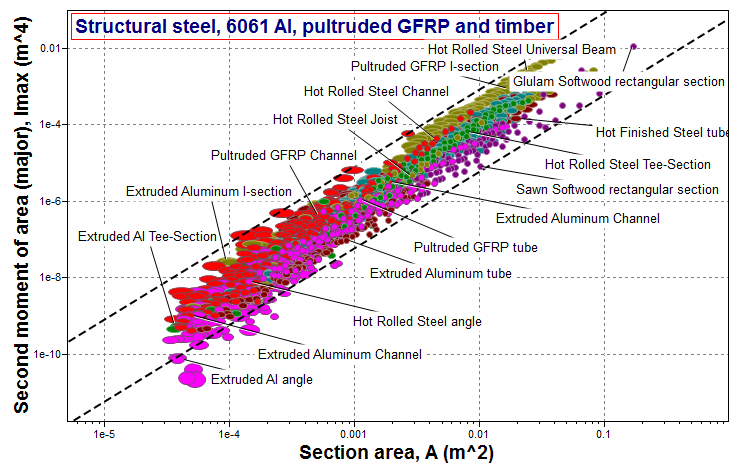 Structural steel, 6061 Al, pultruded GFRP and timber
Second moment of area (major), Imax (m^4)
0.01
1e-4
1e-6
1e-8
1e-10
Hot Rolled Steel Universal Beam
Pultruded GFRP I-section
Glulam Softwood rectangular section
Hot Rolled Steel Channel
Hot Rolled Steel Joist
Hot Finished Steel tube
Pultruded GFRP Channel
Hot Rolled Steel Tee-Section
Extruded Aluminum I-section
Sawn Softwood rectangular section
Extruded Aluminum Channel
Extruded Al Tee-Section
Pultruded GFRP tube
Extruded Aluminum tube
Hot Rolled Steel angle
Extruded Aluminum Channel
Extruded Al angle
1e-5
1e-4
0.001
0.01
0.1
Section area, A (m^2)